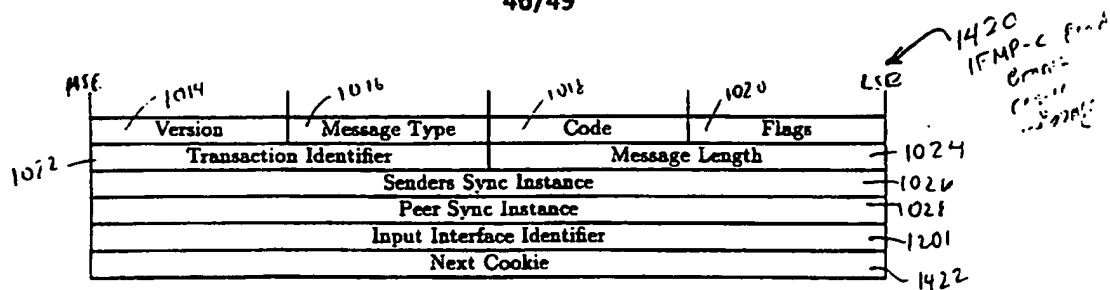 46/49
1420
IFMP-C
MSB LSB
1014 1016 1018 1020
Version Message Type Code Flags
1022 Transaction Identifier Message Length 1024
Senders Sync Instance 1026
Peer Sync Instance 1028
Input Interface Identifier 1201
Next Cookie 1422